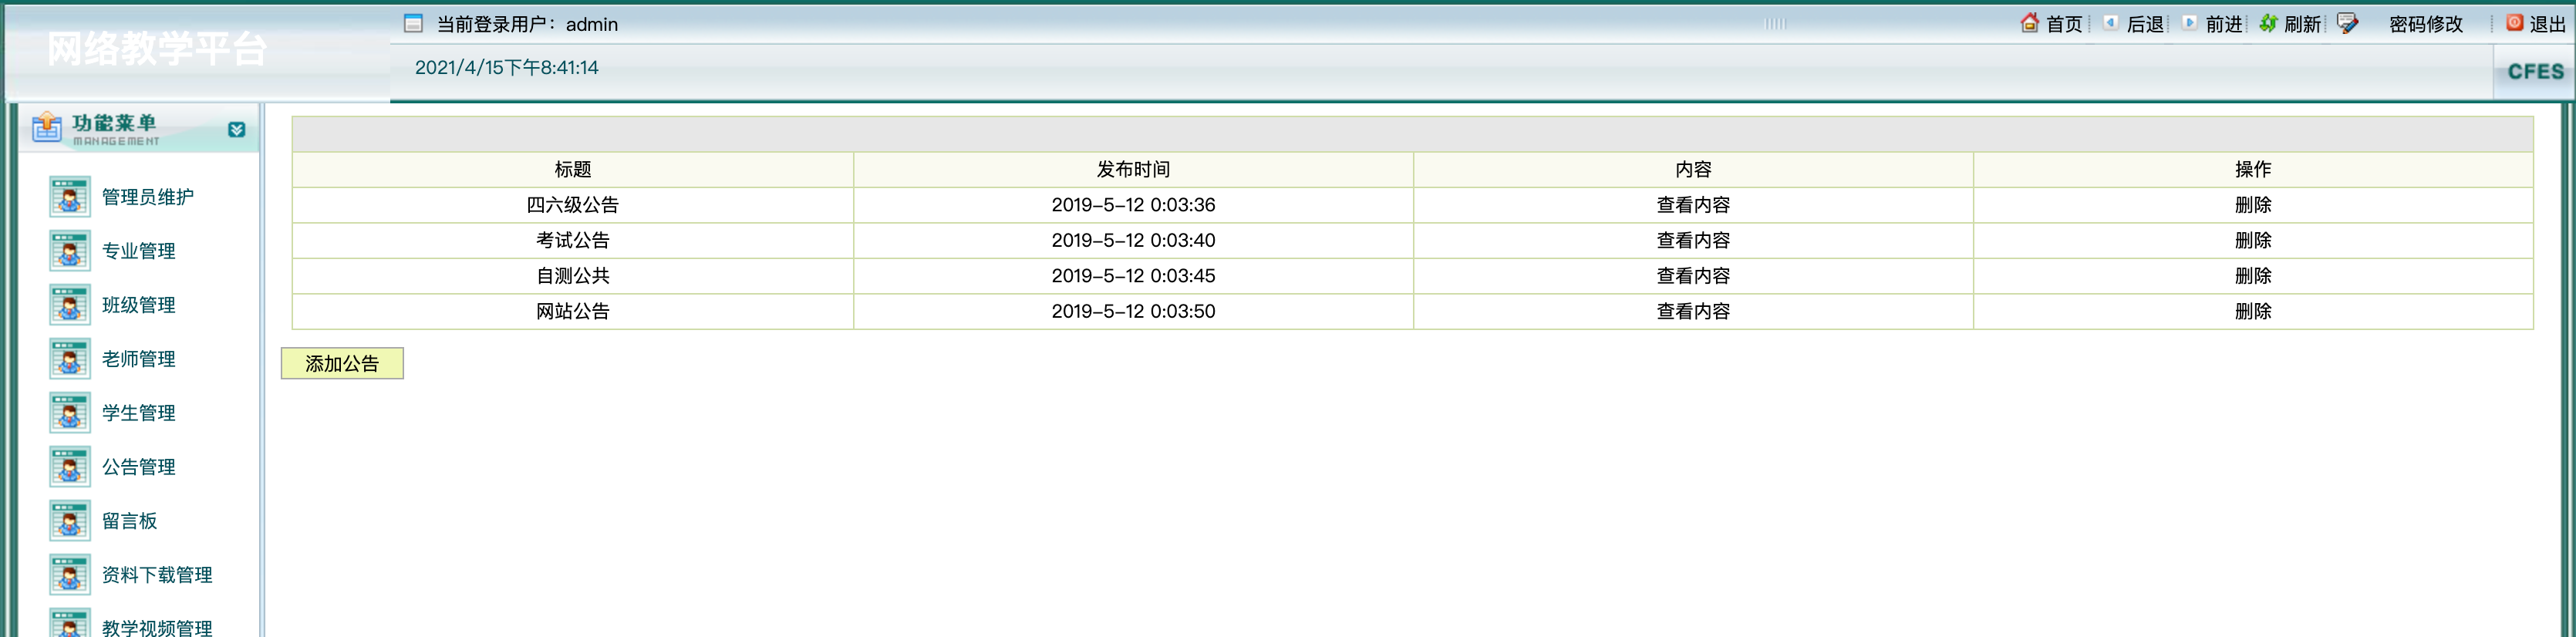 网络教学平台
当前登录用户：admin
首页 后退 前进 刷新 密码修改 退出
2021/4/15下午8:41:14
CFES
功能菜单
MANAGEMENT
管理员维护
专业管理
班级管理
老师管理
学生管理
公告管理
留言板
资料下载管理
教学视频管理
标题 发布时间 内容 操作
四六级公告 2019-5-12 0:03:36 查看内容 删除
考试公告 2019-5-12 0:03:40 查看内容 删除
自测公共 2019-5-12 0:03:45 查看内容 删除
网站公告 2019-5-12 0:03:50 查看内容 删除
添加公告